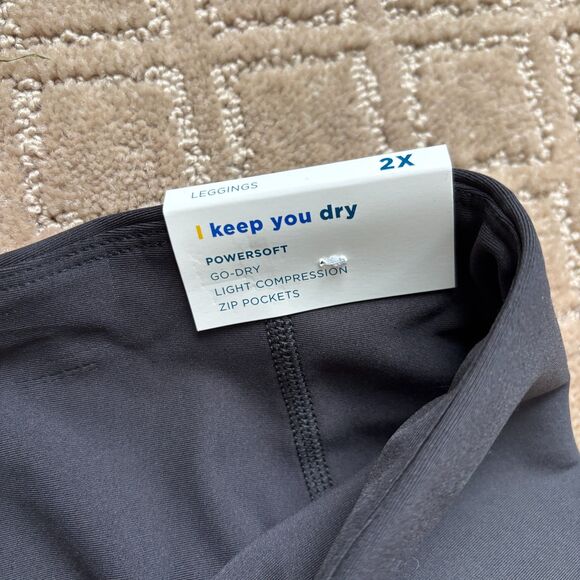 2X
LEGGINGS
I keep you dry
POWERSOFT
GO-DRY
LIGHT COMPRESSION
ZIP POCKETS